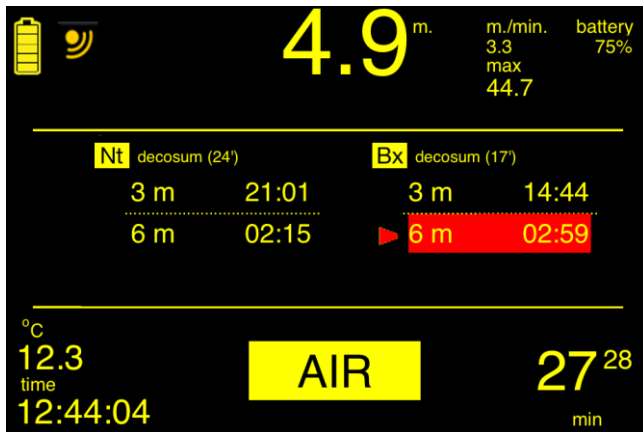 4.9 m.
m./min. battery
3.3 75%
max
44.7
Nt decosum (24')
3 m 21:01
6 m 02:15
Bx decosum (17')
3 m 14:44
6 m 02:59
°C
12.3
time
12:44:04
AIR
27 28
min